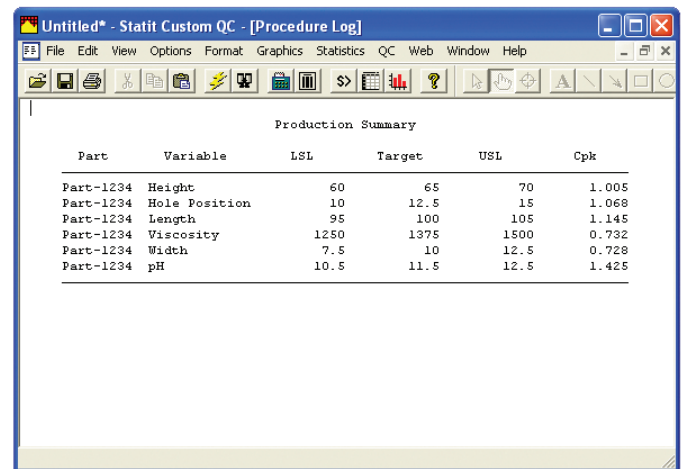 Untitled* - Statit Custom QC - [Procedure Log]
File Edit View Options Format Graphics Statistics QC Web Window Help
$> ? A
Production Summary
Part Variable LSL Target USL Cpk
Part-1234 Height 60 65 70 1.005
Part-1234 Hole Position 10 12.5 15 1.068
Part-1234 Length 95 100 105 1.145
Part-1234 Viscosity 1250 1375 1500 0.732
Part-1234 Width 7.5 10 12.5 0.728
Part-1234 pH 10.5 11.5 12.5 1.425